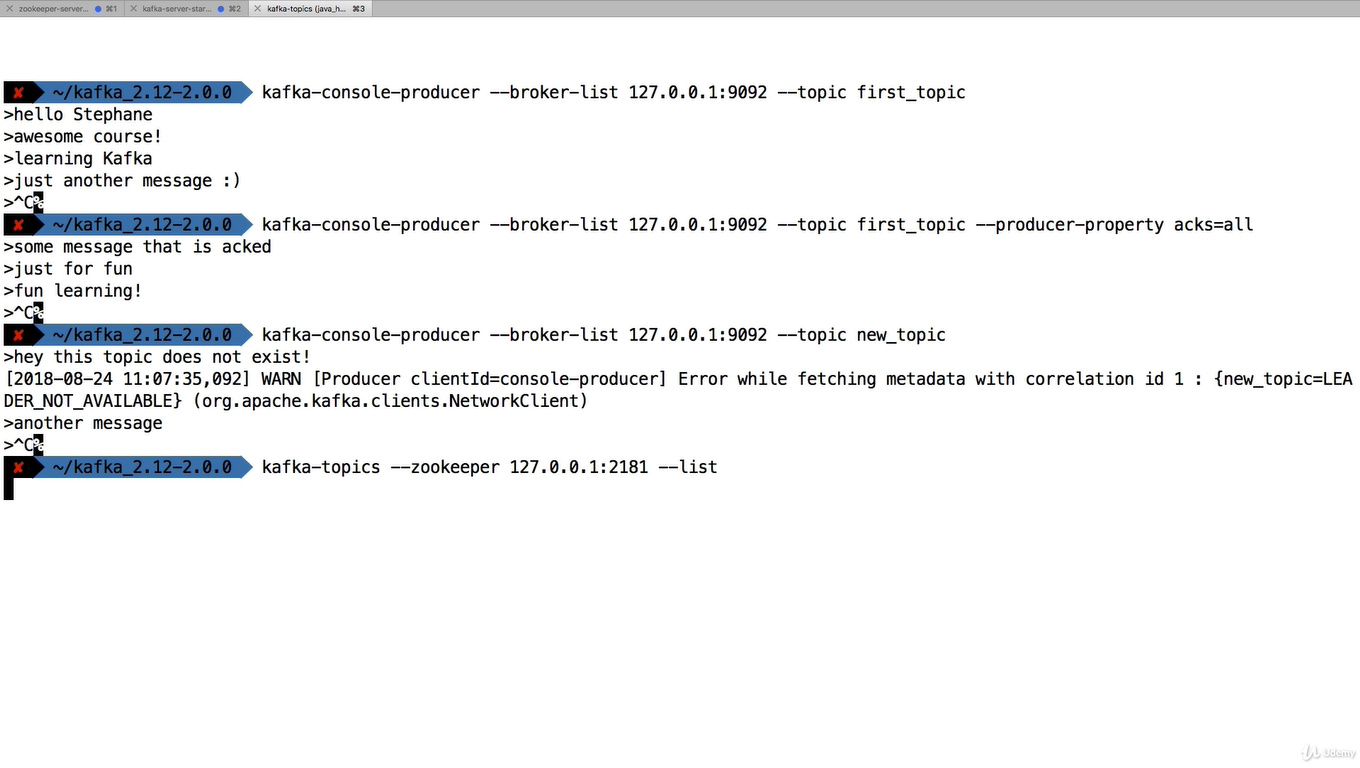 zookeeper-server... ⌘1 kafka-server-star... ⌘2 kafka-topics (java_h... ⌘3
✘ ~/kafka_2.12-2.0.0 kafka-console-producer --broker-list 127.0.0.1:9092 --topic first_topic
>hello Stephane
>awesome course!
>learning Kafka
>just another message :)
>^C%
✘ ~/kafka_2.12-2.0.0 kafka-console-producer --broker-list 127.0.0.1:9092 --topic first_topic --producer-property acks=all
>some message that is acked
>just for fun
>fun learning!
>^C%
✘ ~/kafka_2.12-2.0.0 kafka-console-producer --broker-list 127.0.0.1:9092 --topic new_topic
>hey this topic does not exist!
[2018-08-24 11:07:35,092] WARN [Producer clientId=console-producer] Error while fetching metadata with correlation id 1 : {new_topic=LEA
DER_NOT_AVAILABLE} (org.apache.kafka.clients.NetworkClient)
>another message
>^C%
✘ ~/kafka_2.12-2.0.0 kafka-topics --zookeeper 127.0.0.1:2181 --list
Udemy